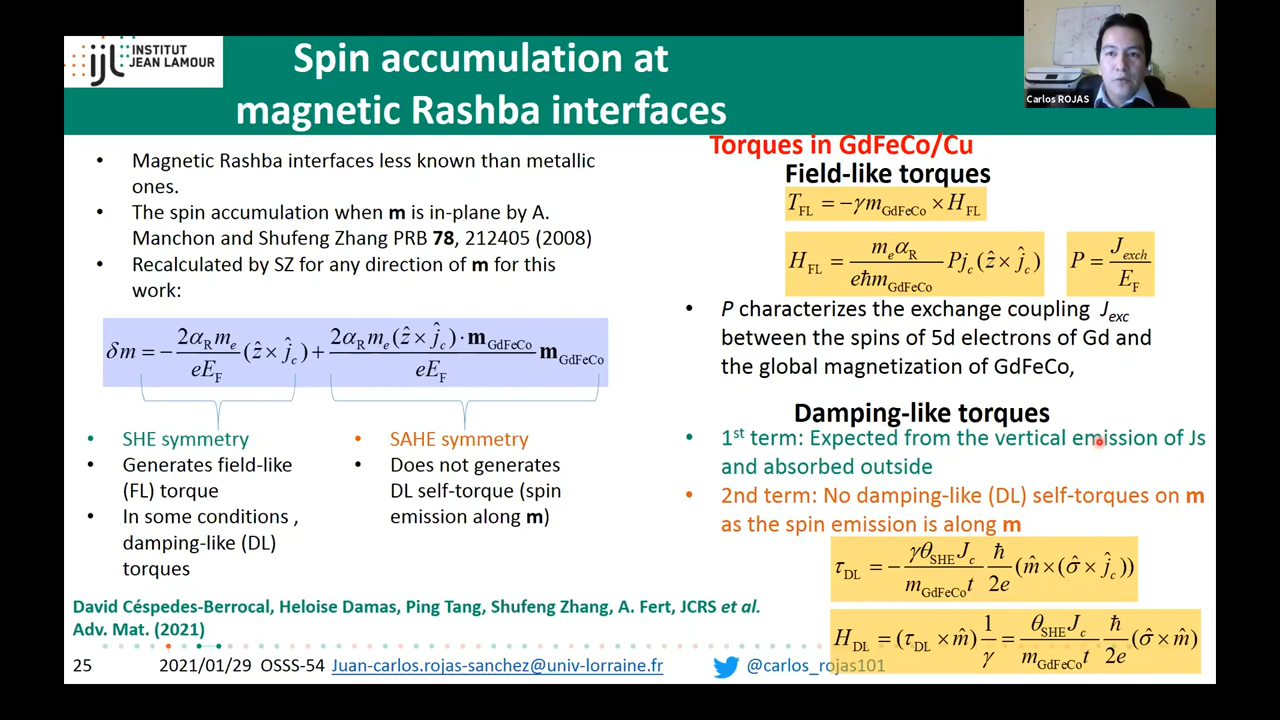 INSTITUT
JEAN LAMOUR
Spin accumulation at
magnetic Rashba interfaces
Carlos ROJAS
• Magnetic Rashba interfaces less known than metallic
ones.
• The spin accumulation when m is in-plane by A.
Manchon and Shufeng Zhang PRB 78, 212405 (2008)
• Recalculated by SZ for any direction of m for this
work:
δm = − 2α_R m_e / eE_F (ẑ × ĵ_c) + 2α_R m_e (ẑ × ĵ_c) · m_GdFeCo / eE_F m_GdFeCo
• SHE symmetry
• Generates field-like
(FL) torque
• In some conditions ,
damping-like (DL)
torques
• SAHE symmetry
• Does not generates
DL self-torque (spin
emission along m)
Torques in GdFeCo/Cu
Field-like torques
T_FL = −γ m_GdFeCo × H_FL
H_FL = m_e α_R / eħm_GdFeCo P j_c (ẑ × ĵ_c)
P = J_exch / E_F
• P characterizes the exchange coupling J_exc
between the spins of 5d electrons of Gd and
the global magnetization of GdFeCo,
Damping-like torques
• 1st term: Expected from the vertical emission of Js
and absorbed outside
• 2nd term: No damping-like (DL) self-torques on m
as the spin emission is along m
τ_DL = − γθ_SHE J_c / m_GdFeCo t ħ / 2e (m̂ × (σ̂ × ĵ_c))
H_DL = (τ_DL × m̂) 1 / γ = θ_SHE J_c / m_GdFeCo t ħ / 2e (σ̂ × m̂)
David Céspedes-Berrocal, Heloise Damas, Ping Tang, Shufeng Zhang, A. Fert, JCRS et al.
Adv. Mat. (2021)
25 2021/01/29 OSSS-54 Juan-carlos.rojas-sanchez@univ-lorraine.fr @carlos_rojas101